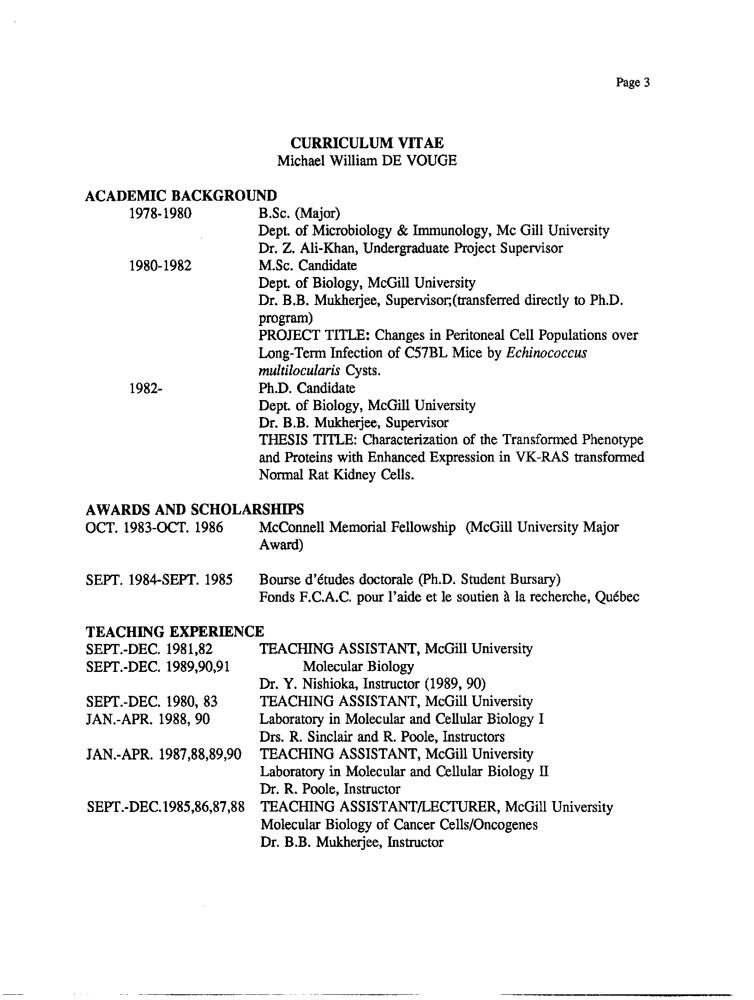 Page 3
CURRICULUM VITAE
Michael William DE VOUGE
ACADEMIC BACKGROUND
1978-1980 B.Sc. (Major)
Dept. of Microbiology & Immunology, Mc Gill University
Dr. Z. Ali-Khan, Undergraduate Project Supervisor
1980-1982 M.Sc. Candidate
Dept. of Biology, McGill University
Dr. B.B. Mukherjee, Supervisor;(transferred directly to Ph.D.
program)
PROJECT TITLE: Changes in Peritoneal Cell Populations over
Long-Term Infection of C57BL Mice by Echinococcus
multilocularis Cysts.
1982- Ph.D. Candidate
Dept. of Biology, McGill University
Dr. B.B. Mukherjee, Supervisor
THESIS TITLE: Characterization of the Transformed Phenotype
and Proteins with Enhanced Expression in VK-RAS transformed
Normal Rat Kidney Cells.
AWARDS AND SCHOLARSHIPS
OCT. 1983-OCT. 1986 McConnell Memorial Fellowship (McGill University Major
Award)
SEPT. 1984-SEPT. 1985 Bourse d'études doctorale (Ph.D. Student Bursary)
Fonds F.C.A.C. pour l'aide et le soutien à la recherche, Québec
TEACHING EXPERIENCE
SEPT.-DEC. 1981,82 TEACHING ASSISTANT, McGill University
SEPT.-DEC. 1989,90,91 Molecular Biology
Dr. Y. Nishioka, Instructor (1989, 90)
SEPT.-DEC. 1980, 83 TEACHING ASSISTANT, McGill University
JAN.-APR. 1988, 90 Laboratory in Molecular and Cellular Biology I
Drs. R. Sinclair and R. Poole, Instructors
JAN.-APR. 1987,88,89,90 TEACHING ASSISTANT, McGill University
Laboratory in Molecular and Cellular Biology II
Dr. R. Poole, Instructor
SEPT.-DEC.1985,86,87,88 TEACHING ASSISTANT/LECTURER, McGill University
Molecular Biology of Cancer Cells/Oncogenes
Dr. B.B. Mukherjee, Instructor